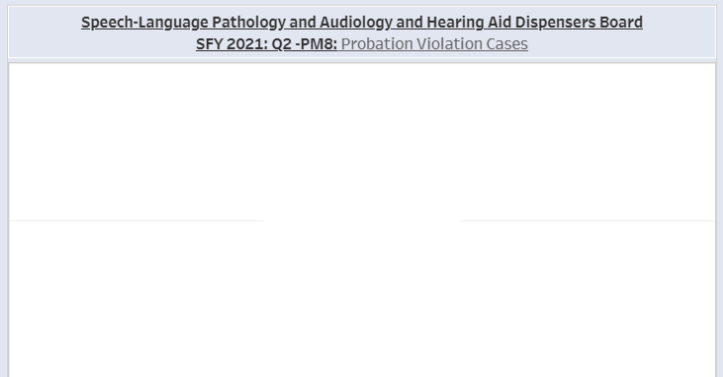 Speech-Language Pathology and Audiology and Hearing Aid Dispensers Board
SFY 2021: Q2 -PM8: Probation Violation Cases